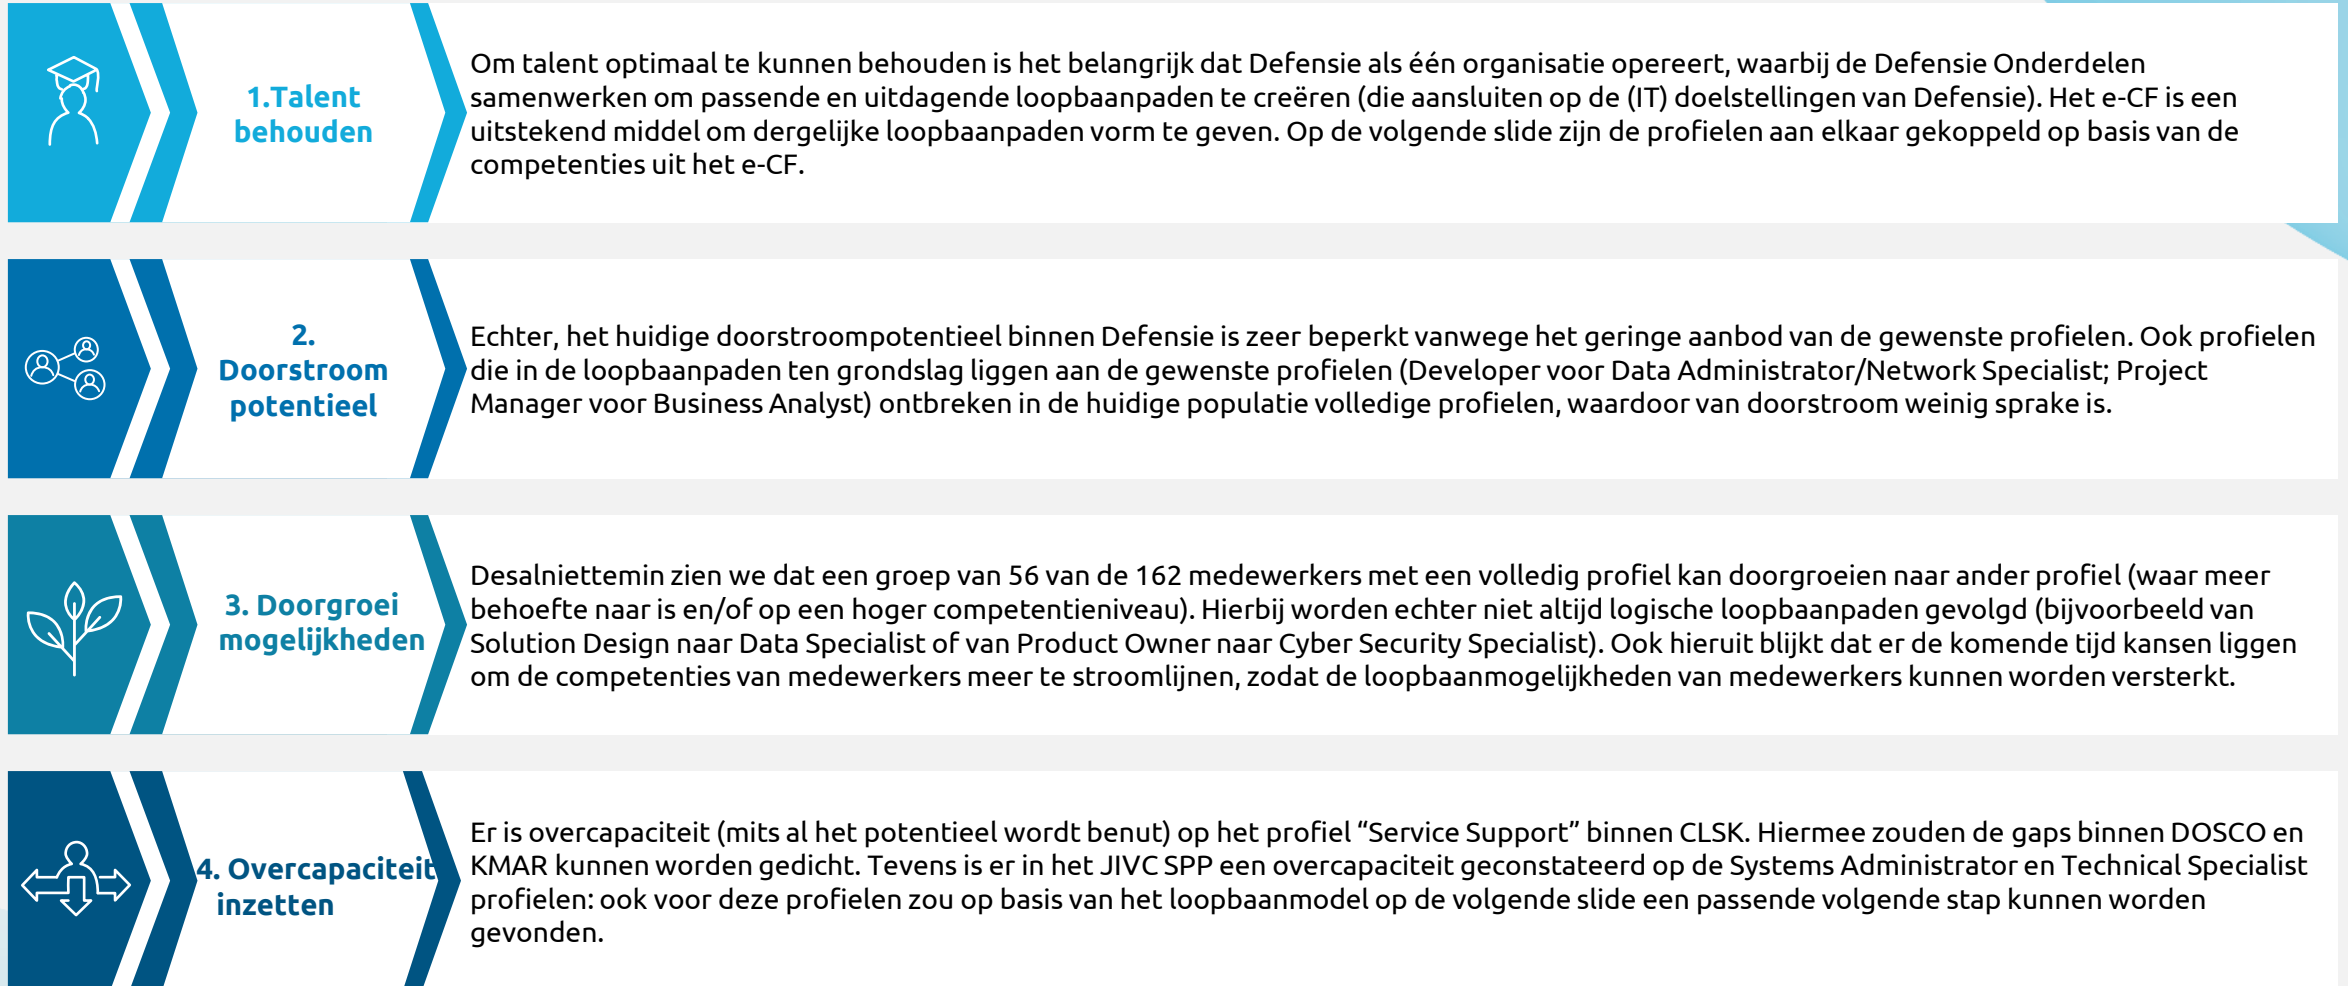 1.Talent
behouden
Om talent optimaal te kunnen behouden is het belangrijk dat Defensie als één organisatie opereert, waarbij de Defensie Onderdelen
samenwerken om passende en uitdagende loopbaanpaden te creëren (die aansluiten op de (IT) doelstellingen van Defensie). Het e-CF is een
uitstekend middel om dergelijke loopbaanpaden vorm te geven. Op de volgende slide zijn de profielen aan elkaar gekoppeld op basis van de
competenties uit het e-CF.
2.
Doorstroom
potentieel
Echter, het huidige doorstroompotentieel binnen Defensie is zeer beperkt vanwege het geringe aanbod van de gewenste profielen. Ook profielen
die in de loopbaanpaden ten grondslag liggen aan de gewenste profielen (Developer voor Data Administrator/Network Specialist; Project
Manager voor Business Analyst) ontbreken in de huidige populatie volledige profielen, waardoor van doorstroom weinig sprake is.
3. Doorgroei
mogelijkheden
Desalniettemin zien we dat een groep van 56 van de 162 medewerkers met een volledig profiel kan doorgroeien naar ander profiel (waar meer
behoefte naar is en/of op een hoger competentieniveau). Hierbij worden echter niet altijd logische loopbaanpaden gevolgd (bijvoorbeeld van
Solution Design naar Data Specialist of van Product Owner naar Cyber Security Specialist). Ook hieruit blijkt dat er de komende tijd kansen liggen
om de competenties van medewerkers meer te stroomlijnen, zodat de loopbaanmogelijkheden van medewerkers kunnen worden versterkt.
4. Overcapaciteit
inzetten
Er is overcapaciteit (mits al het potentieel wordt benut) op het profiel “Service Support” binnen CLSK. Hiermee zouden de gaps binnen DOSCO en
KMAR kunnen worden gedicht. Tevens is er in het JIVC SPP een overcapaciteit geconstateerd op de Systems Administrator en Technical Specialist
profielen: ook voor deze profielen zou op basis van het loopbaanmodel op de volgende slide een passende volgende stap kunnen worden
gevonden.